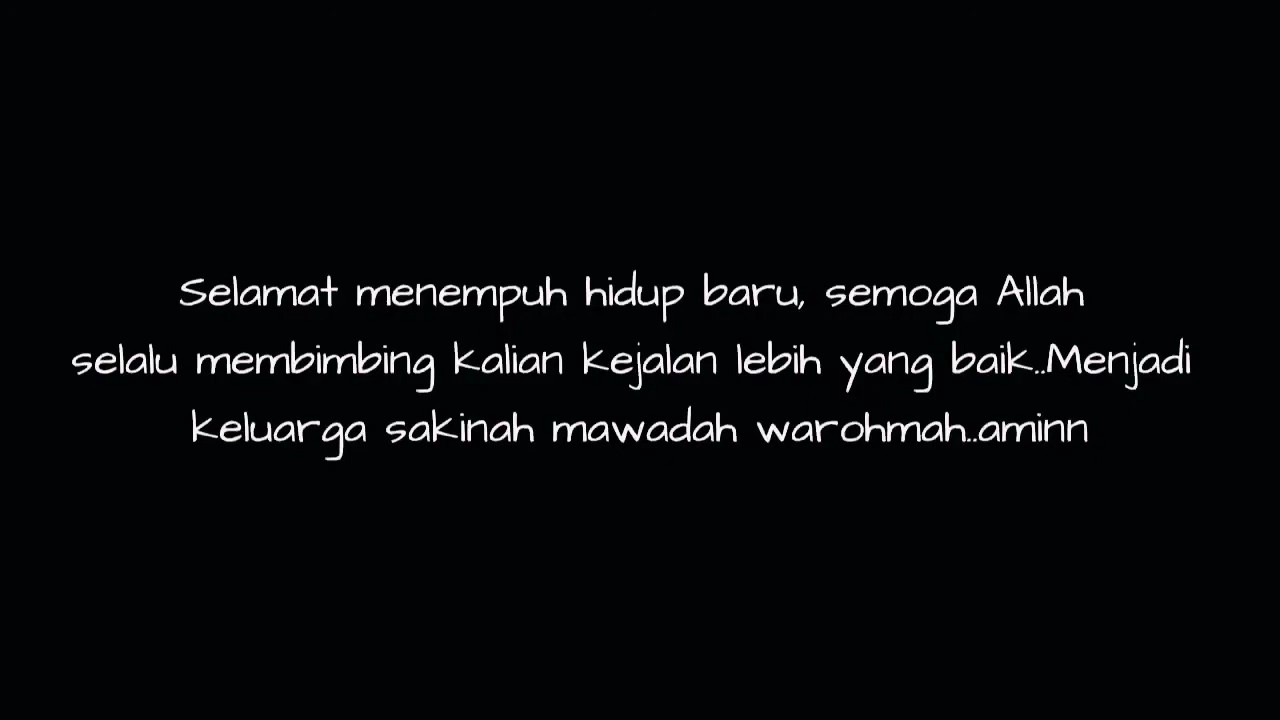 Selamat menempuh hidup baru, semoga Allah
selalu membimbing kalian kejalan lebih yang baik..Menjadi
keluarga sakinah mawadah warohmah..aminn